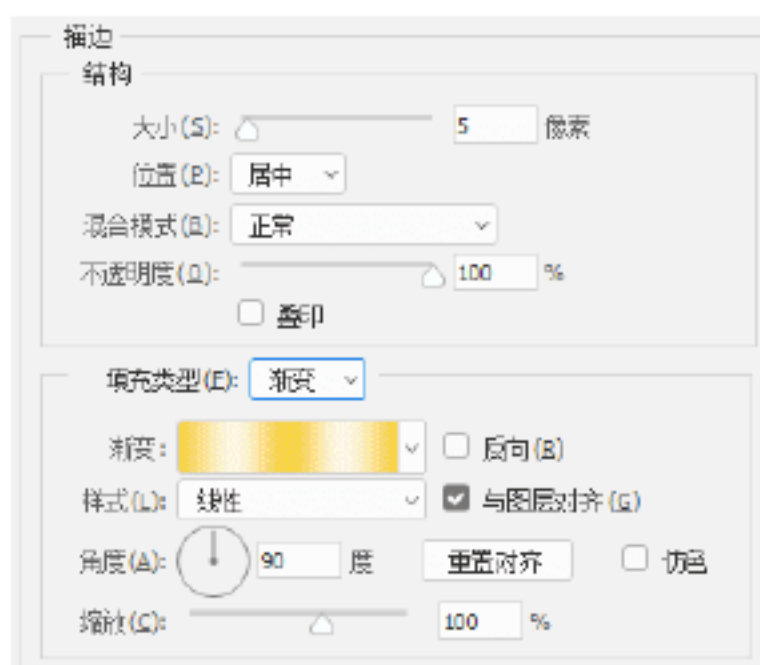 描边
结构
大小(S): 5 像素
位置(P): 居中
混合模式(B): 正常
不透明度(O): 100 %
叠印
填充类型(F): 渐变
渐变: 反向(R)
样式(L): 线性 与图层对齐(G)
角度(A): 90 度 重置对齐 仿色
缩放(C): 100 %